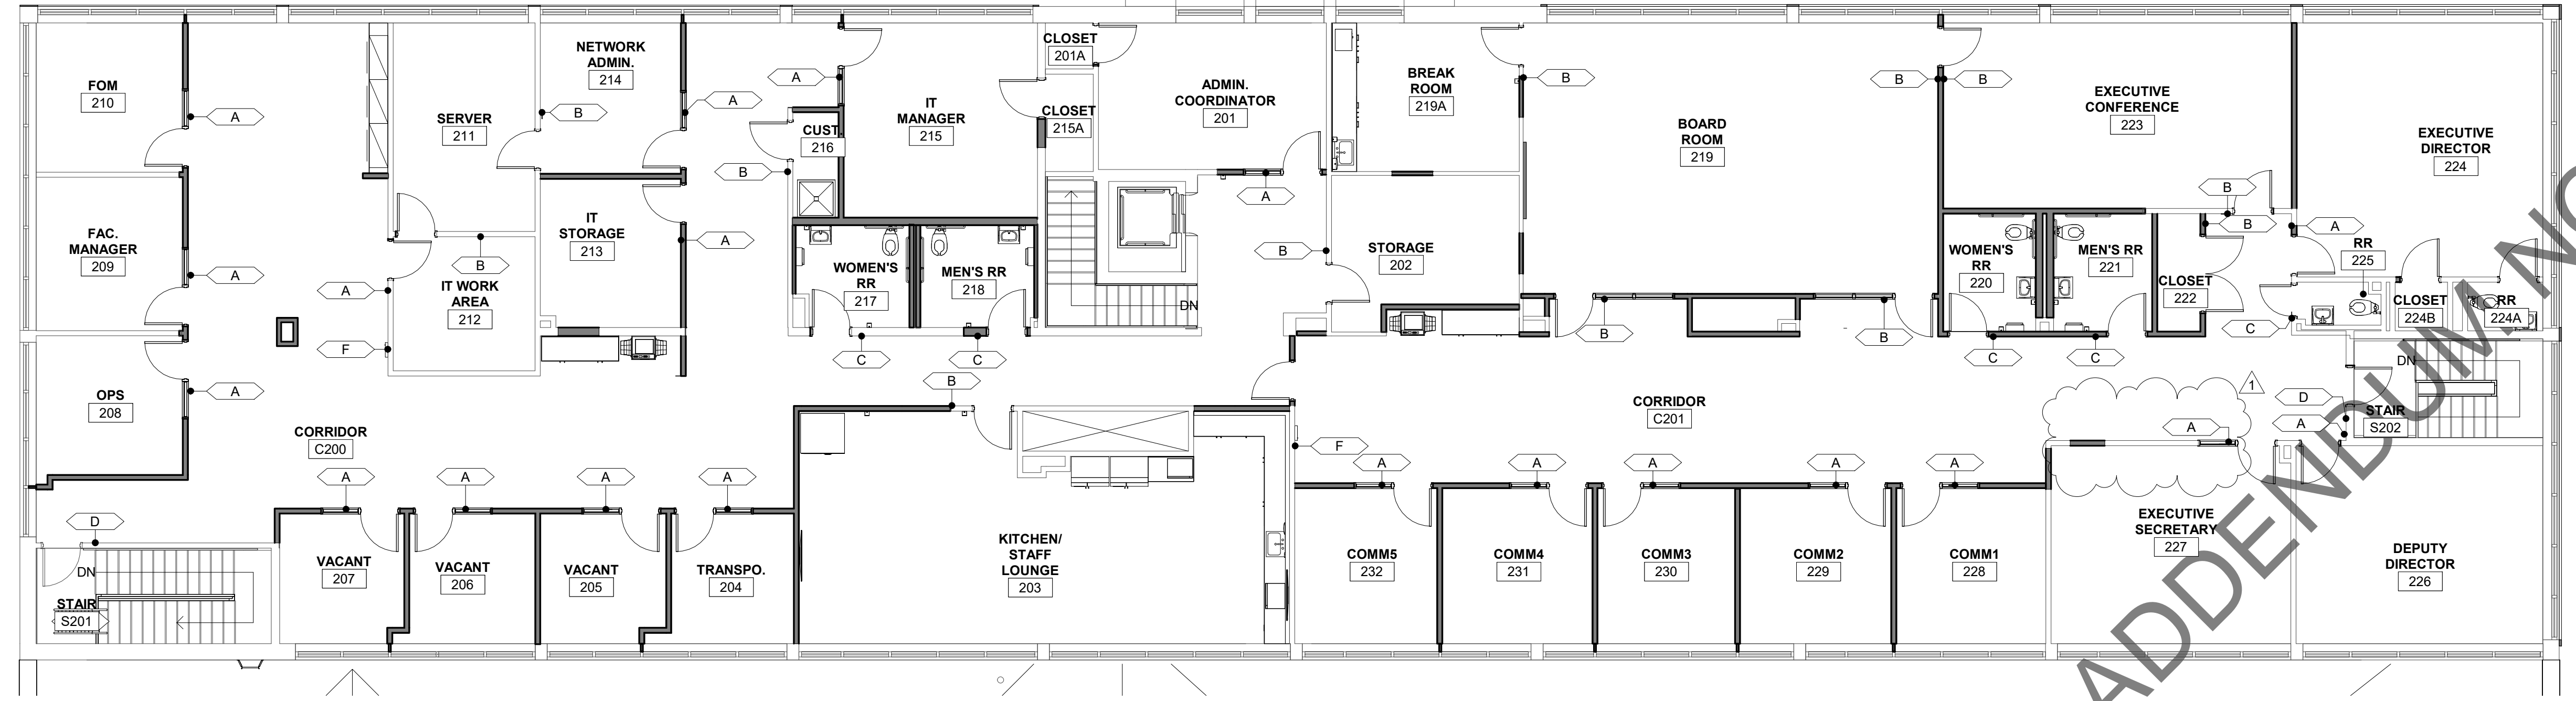 FOM
210
A
FAC.
MANAGER
209
A
OPS
208
A
SERVER
211
NETWORK
ADMIN.
214
B
A
A
IT
STORAGE
213
A
B
IT WORK
AREA
212
A
F
CORRIDOR
C200
CUST.
216
B
IT
MANAGER
215
CLOSET
201A
CLOSET
215A
ADMIN.
COORDINATOR
201
A
WOMEN'S
RR
217
MEN'S RR
218
C
C
DN
B
BREAK
ROOM
219A
B
STORAGE
202
B
BOARD
ROOM
219
B
B
B
B
EXECUTIVE
CONFERENCE
223
EXECUTIVE
DIRECTOR
224
B
B
A
WOMEN'S
RR
220
MEN'S RR
221
CLOSET
222
RR
225
CLOSET
224B
RR
224A
C
C
C
CORRIDOR
C201
1
DN
D
A
A
STAIR
S202
F
A
A
A
A
A
COMM5
232
COMM4
231
COMM3
230
COMM2
229
COMM1
228
EXECUTIVE
SECRETARY
227
DEPUTY
DIRECTOR
226
A
A
A
A
D
DN
STAIR
S201
VACANT
207
VACANT
206
VACANT
205
TRANSPO.
204
KITCHEN/
STAFF
LOUNGE
203
ADDENDUM NO